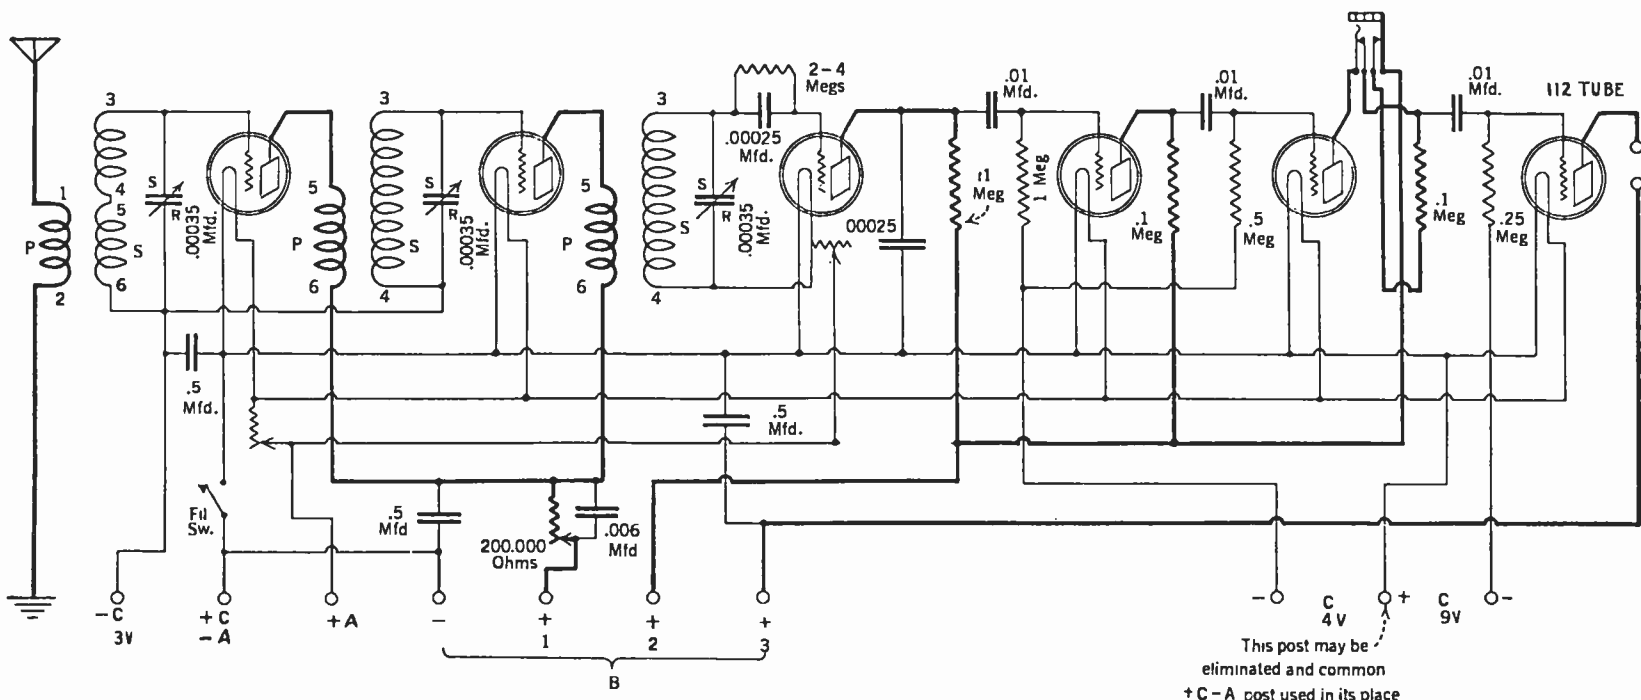 3
3
2-4
Megs
3
.00025
Mfd.
.01
Mfd.
.01
Mfd.
.01
Mfd.
112 TUBE
1
P
2
4
5
S
6
S
R
.00035
Mfd.
5
P
6
S
4
S
R
.00035
Mfd.
5
P
6
S
4
S
R
.00035
Mfd.
00025
.1
Meg
1 Meg
.1
Meg
.5
Meg
.1
Meg
.25
Meg
.5
Mfd.
.5
Mfd.
Fil
Sw.
.5
Mfd
200.000
Ohms
.006
Mfd
-C
3V
+C
-A
+A
-
+
1
+
2
+
3
B
-
C
4V
+
C
9V
-
This post may be
eliminated and common
+C-A post used in its place